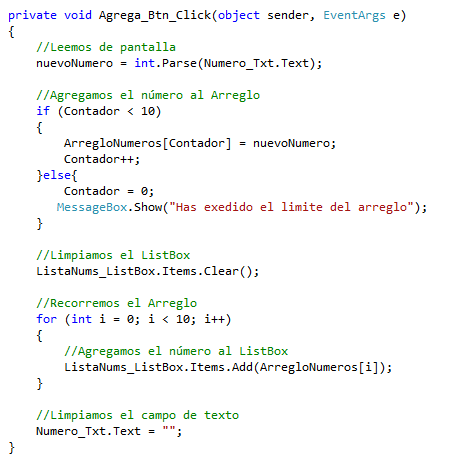 private void Agrega_Btn_Click(object sender, EventArgs e)
{
    //Leemos de pantalla
    nuevoNumero = int.Parse(Numero_Txt.Text);

    //Agregamos el número al Arreglo
    if (Contador < 10)
    {
        ArregloNumeros[Contador] = nuevoNumero;
        Contador++;
    }else{
        Contador = 0;
       MessageBox.Show("Has exedido el limite del arreglo");
    }

    //Limpiamos el ListBox
    ListaNums_ListBox.Items.Clear();

    //Recorremos el Arreglo
    for (int i = 0; i < 10; i++)
    {
        //Agregamos el número al ListBox
        ListaNums_ListBox.Items.Add(ArregloNumeros[i]);
    }

    //Limpiamos el campo de texto
    Numero_Txt.Text = "";
}